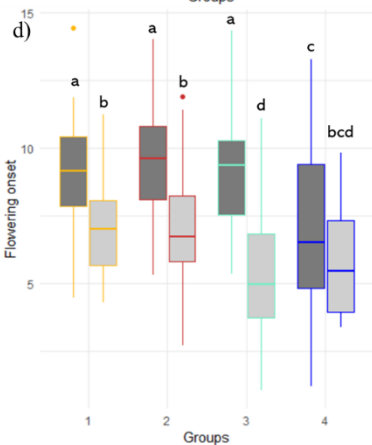 Groups
d)
15
a
b
a
b
a
d
c
bcd
10
5
Flowering onset
1 2 3 4
Groups